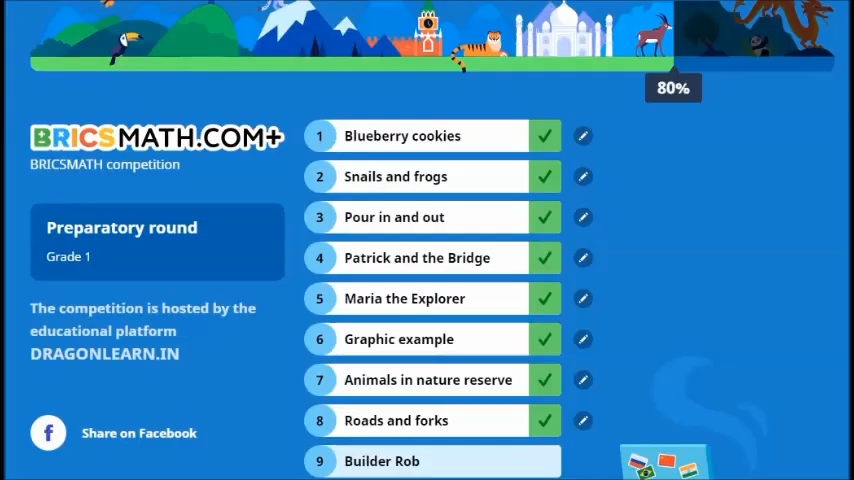 80%
BRICSMATH.COM+
BRICSMATH competition
Preparatory round
Grade 1
The competition is hosted by the
educational platform
DRAGONLEARN.IN
f Share on Facebook
1 Blueberry cookies
2 Snails and frogs
3 Pour in and out
4 Patrick and the Bridge
5 Maria the Explorer
6 Graphic example
7 Animals in nature reserve
8 Roads and forks
9 Builder Rob